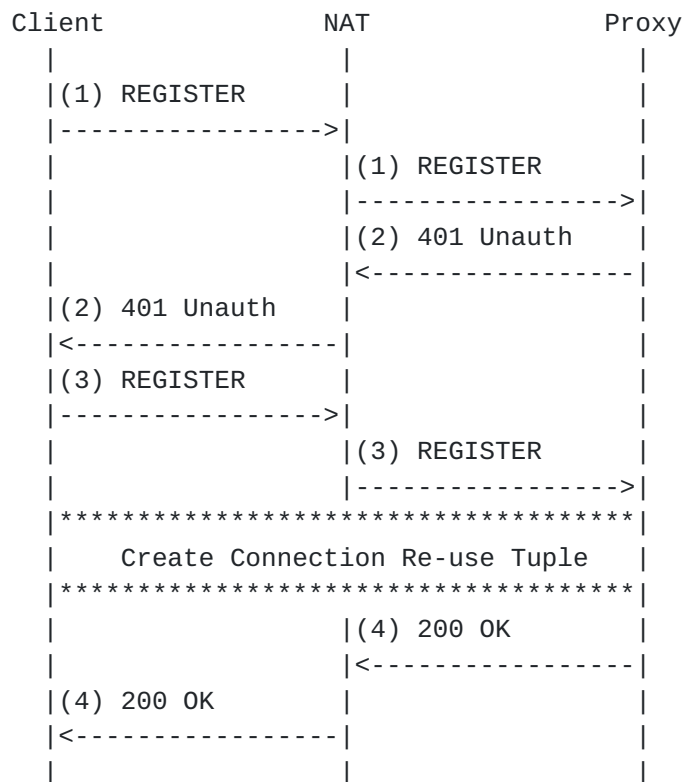 Client NAT Proxy
| | |
|(1) REGISTER | |
|----------------->| |
| |(1) REGISTER |
| |----------------->|
| |(2) 401 Unauth |
| |<-----------------|
|(2) 401 Unauth | |
|<-----------------| |
|(3) REGISTER | |
|----------------->| |
| |(3) REGISTER |
| |----------------->|
|*************************************|
| Create Connection Re-use Tuple |
|*************************************|
| |(4) 200 OK |
| |<-----------------|
|(4) 200 OK | |
|<-----------------| |
| | |